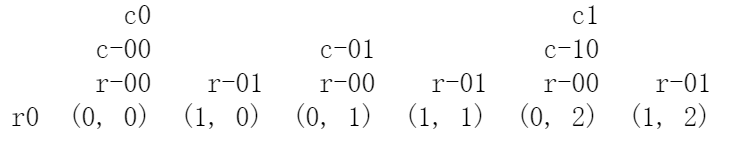 c0 c1
c-00 c-01 c-10
r-00 r-01 r-00 r-01 r-00 r-01
r0 (0, 0) (1, 0) (0, 1) (1, 1) (0, 2) (1, 2)